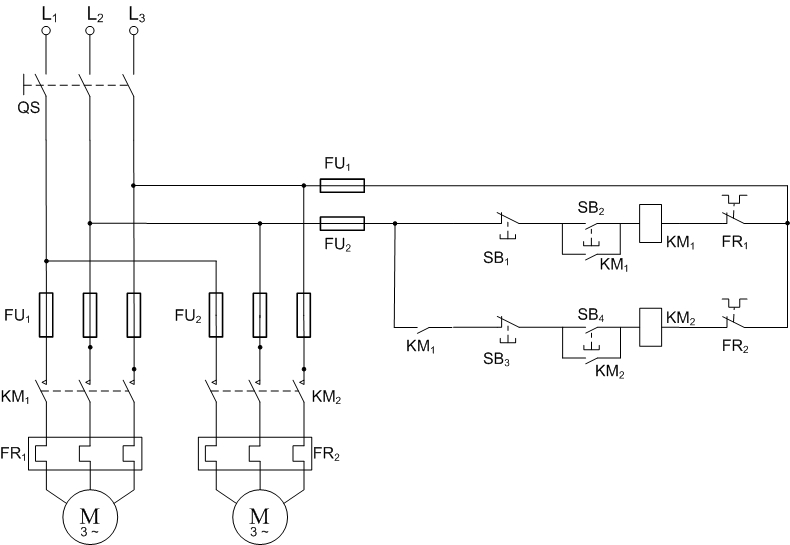 L₁ L₂ L₃
QS
FU₁
FU₂
SB₁
SB₂
KM₁
KM₁
FR₁
KM₁
SB₃
SB₄
KM₂
KM₂
FR₂
FU₁
FU₂
KM₁
KM₂
FR₁
FR₂
M
3 ~
M
3 ~